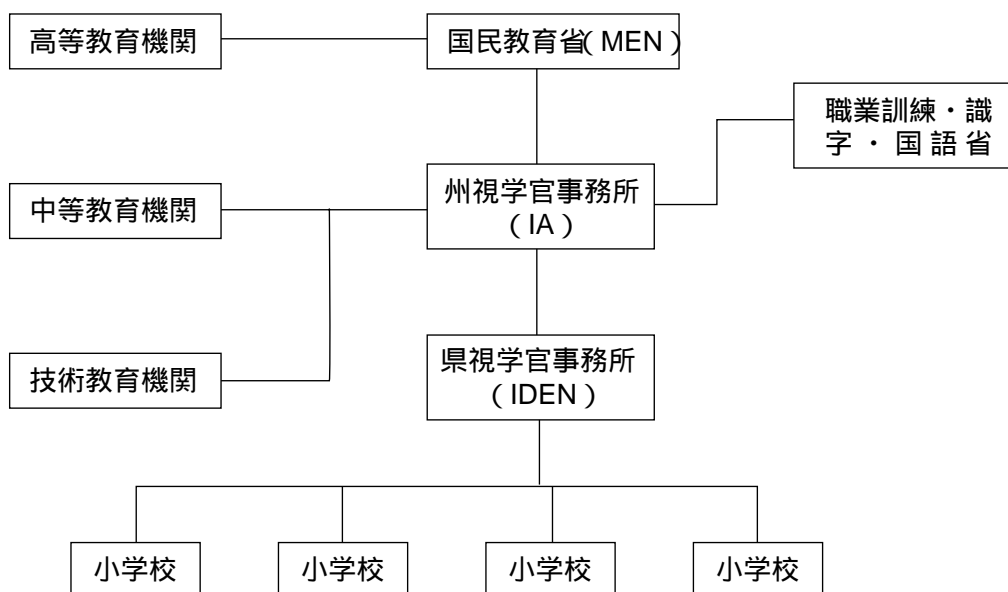 高等教育機関
国民教育省(MEN)
職業訓練・識
字・国語省
中等教育機関
州視学官事務所
(IA)
技術教育機関
県視学官事務所
(IDEN)
小学校
小学校
小学校
小学校